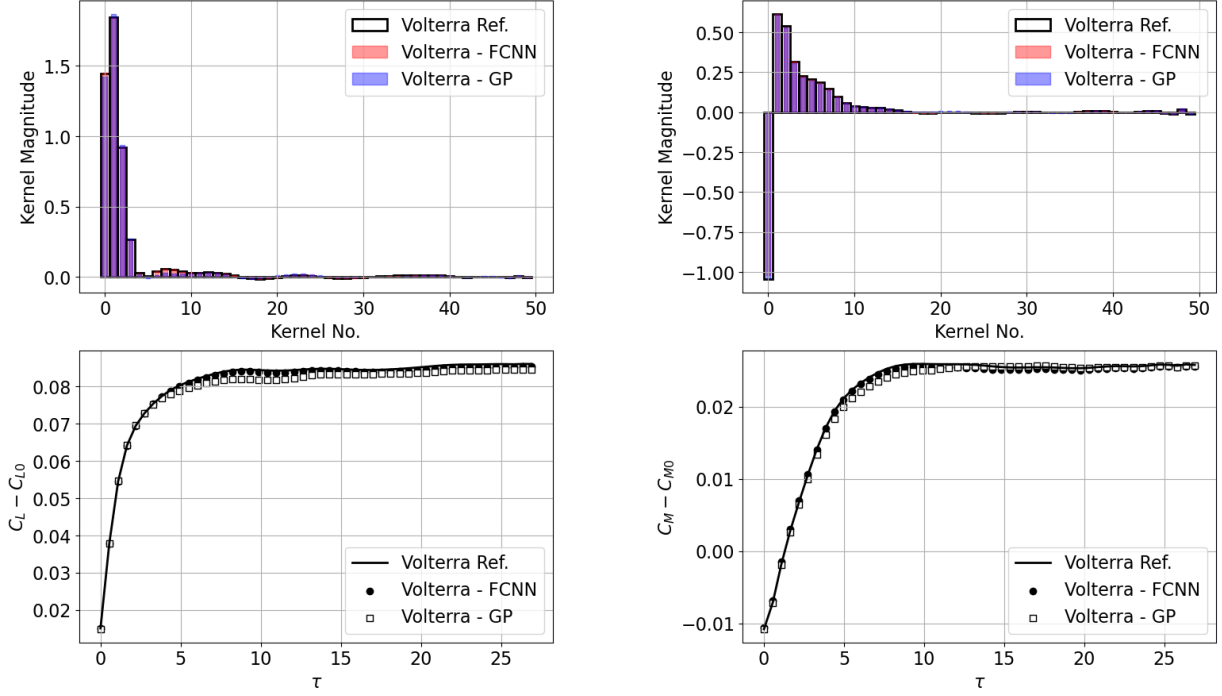 Kernel Magnitude
1.5
1.0
0.5
0.0
0
10
20
30
40
50
Kernel No.
Volterra Ref.
Volterra - FCNN
Volterra - GP
Kernel Magnitude
0.50
0.25
0.00
−0.25
−0.50
−0.75
−1.00
0
10
20
30
40
50
Kernel No.
Volterra Ref.
Volterra - FCNN
Volterra - GP
C_L − C_{L0}
0.08
0.07
0.06
0.05
0.04
0.03
0.02
0
5
10
15
20
25
τ
Volterra Ref.
Volterra - FCNN
Volterra - GP
C_M − C_{M0}
0.02
0.01
0.00
−0.01
0
5
10
15
20
25
τ
Volterra Ref.
Volterra - FCNN
Volterra - GP